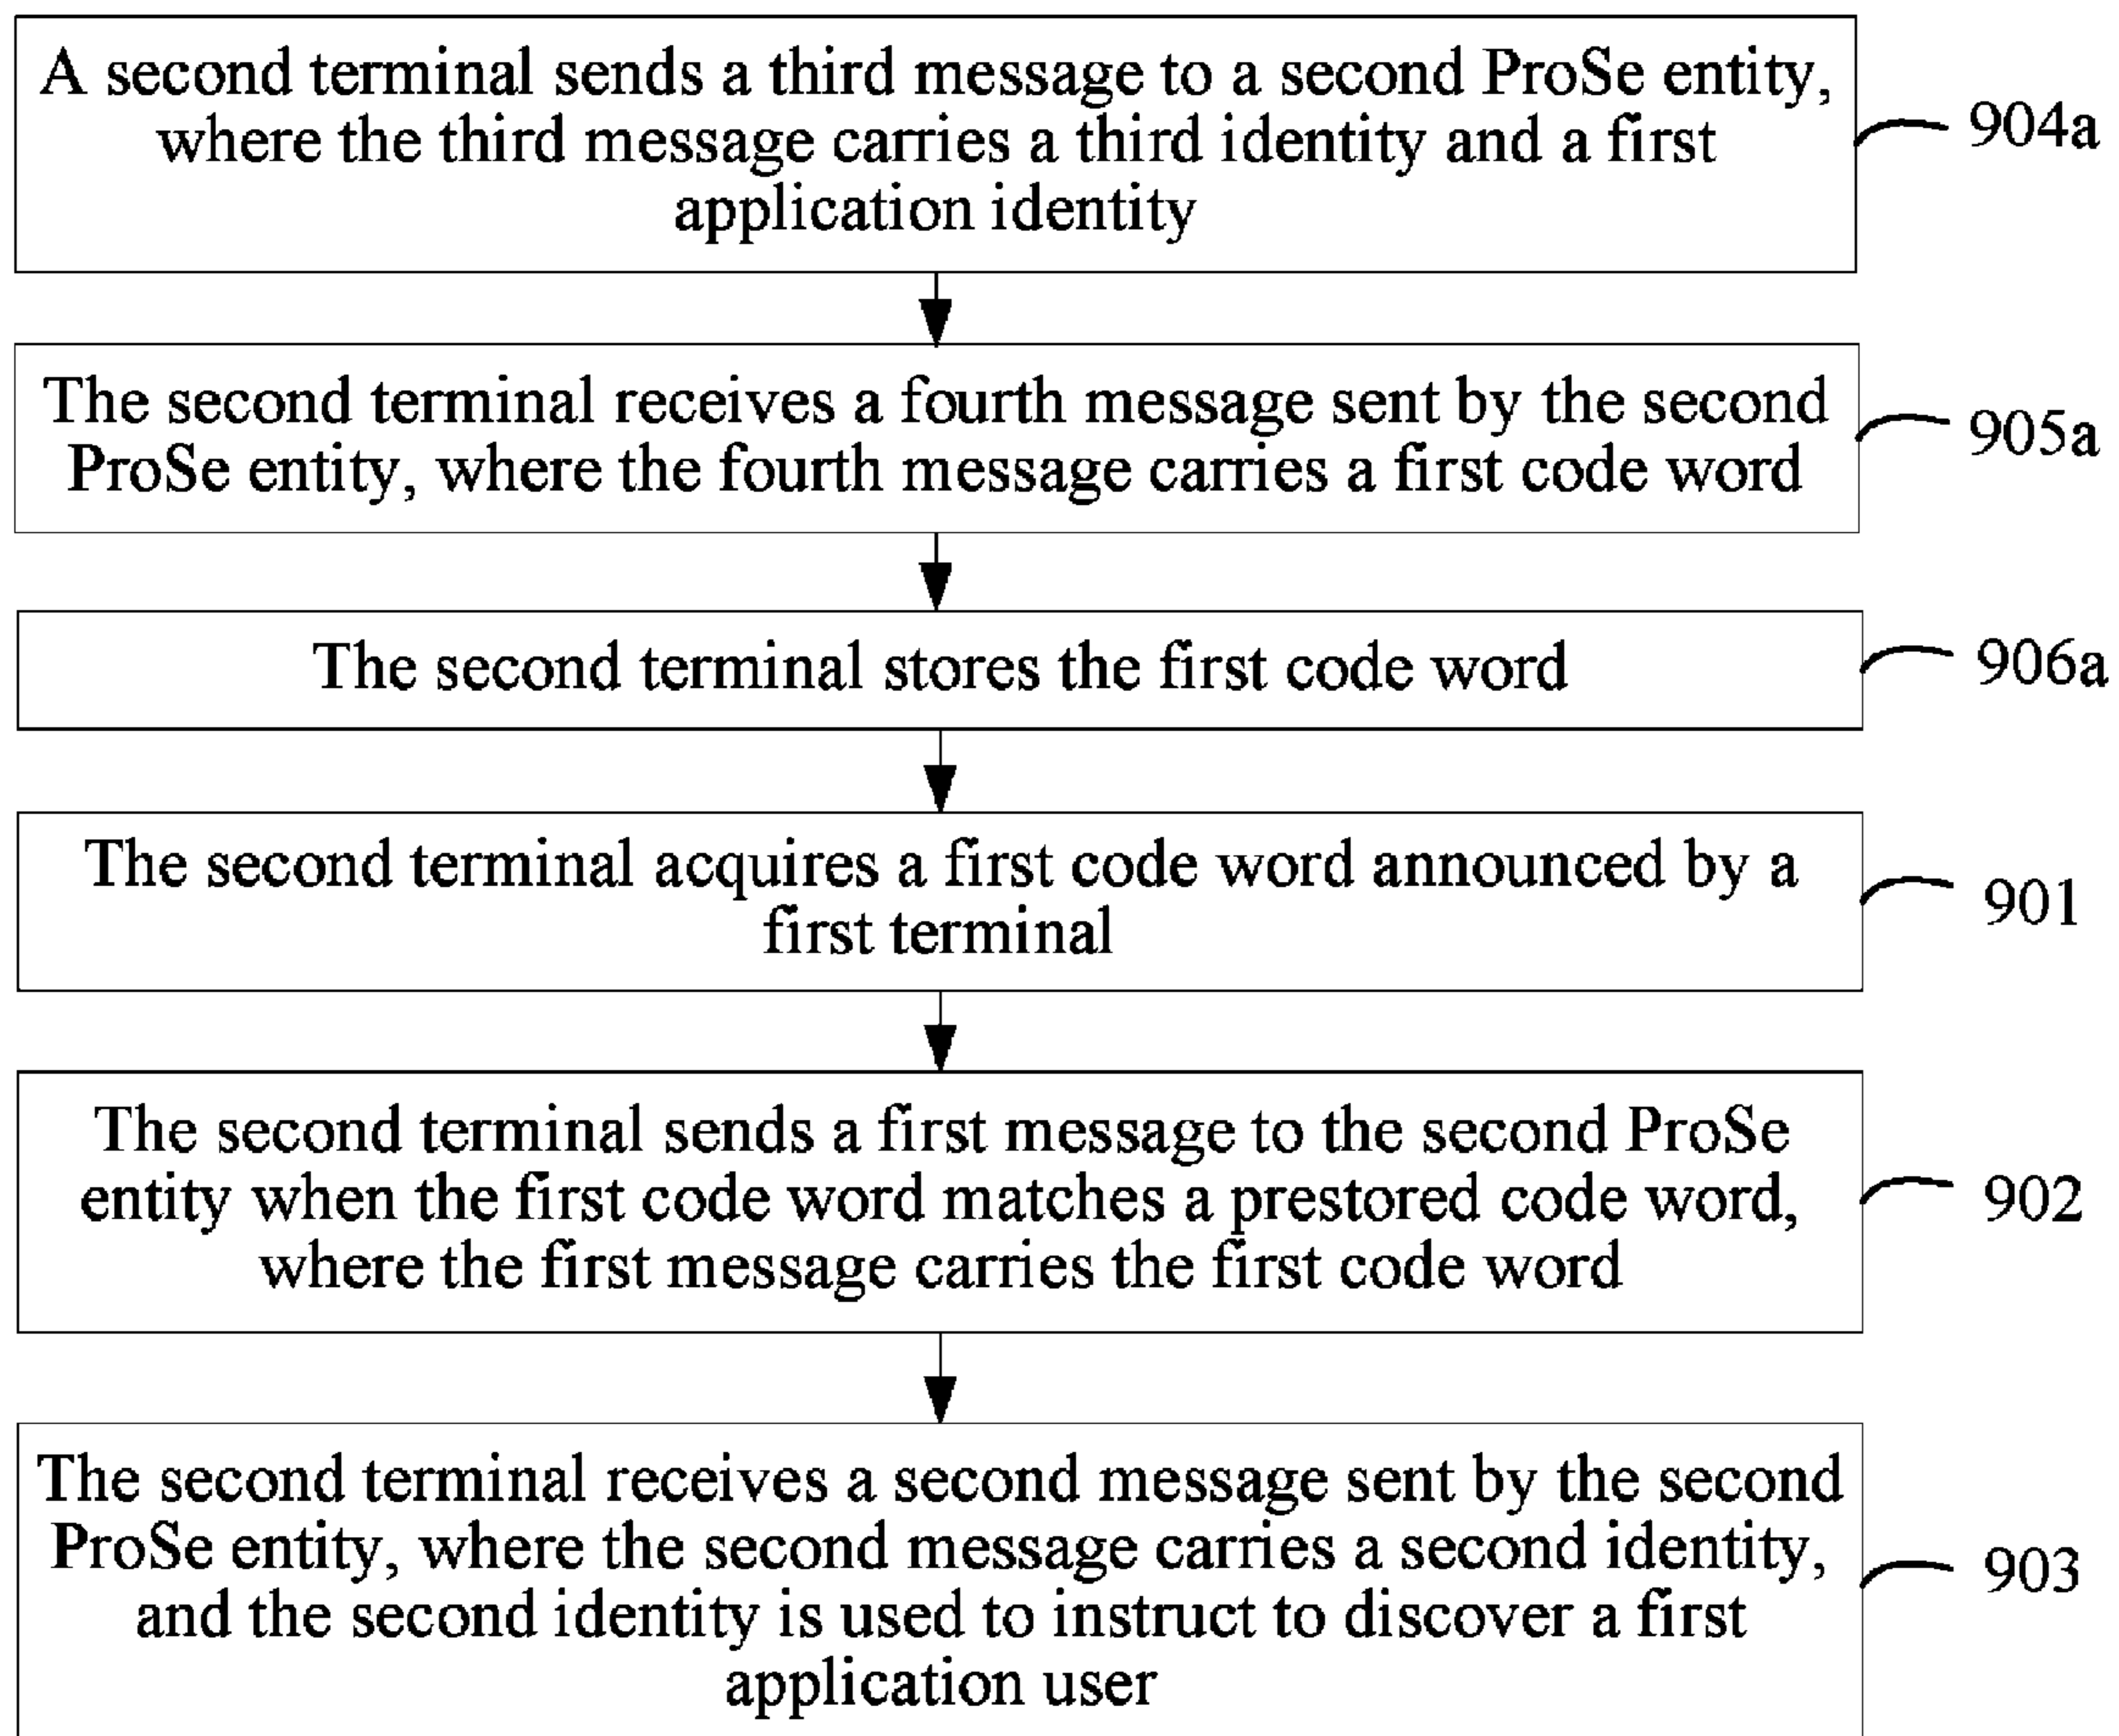 A second terminal sends a third message to a second ProSe entity,
where the third message carries a third identity and a first
application identity
904a
The second terminal receives a fourth message sent by the second
ProSe entity, where the fourth message carries a first code word
905a
The second terminal stores the first code word
906a
The second terminal acquires a first code word announced by a
first terminal
901
The second terminal sends a first message to the second ProSe
entity when the first code word matches a prestored code word,
where the first message carries the first code word
902
The second terminal receives a second message sent by the second
ProSe entity, where the second message carries a second identity,
and the second identity is used to instruct to discover a first
application user
903